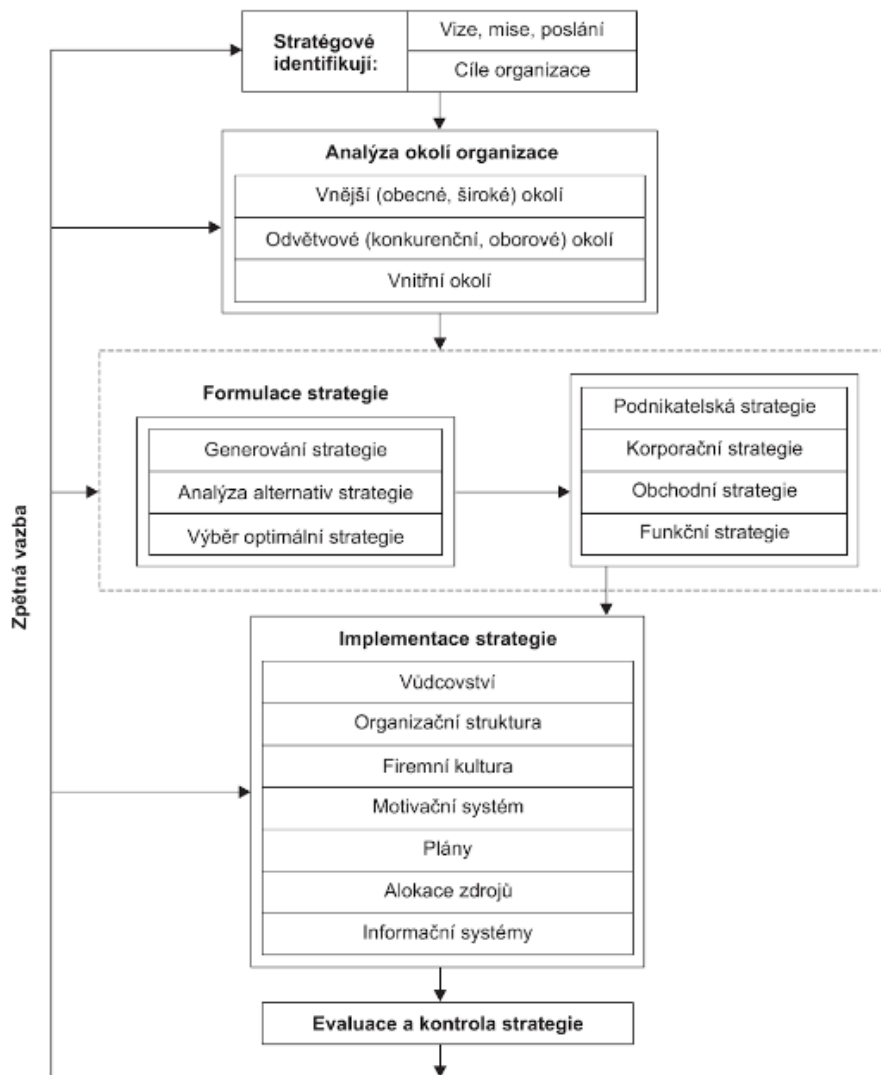 Stratégové
identifikují:
Vize, mise, poslání
Cíle organizace
Analýza okolí organizace
Vnější (obecné, široké) okolí
Odvětvové (konkurenční, oborové) okolí
Vnitřní okolí
Formulace strategie
Generování strategie
Analýza alternativ strategie
Výběr optimální strategie
Podnikatelská strategie
Korporační strategie
Obchodní strategie
Funkční strategie
Zpětná vazba
Implementace strategie
Vůdcovství
Organizační struktura
Firemní kultura
Motivační systém
Plány
Alokace zdrojů
Informační systémy
Evaluace a kontrola strategie